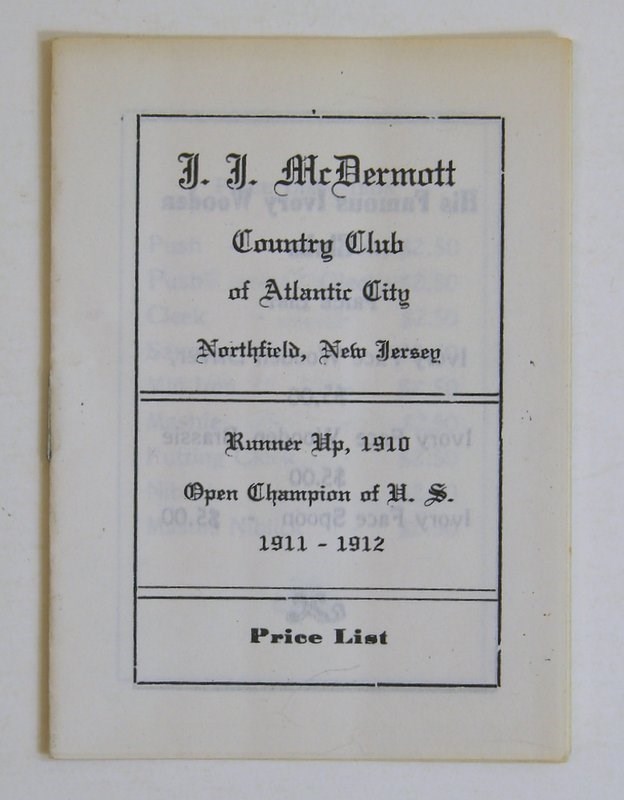 J. J. McDermott
Country Club
of Atlantic City
Northfield, New Jersey
Runner Up, 1910
Open Champion of U. S.
1911 - 1912
Price List